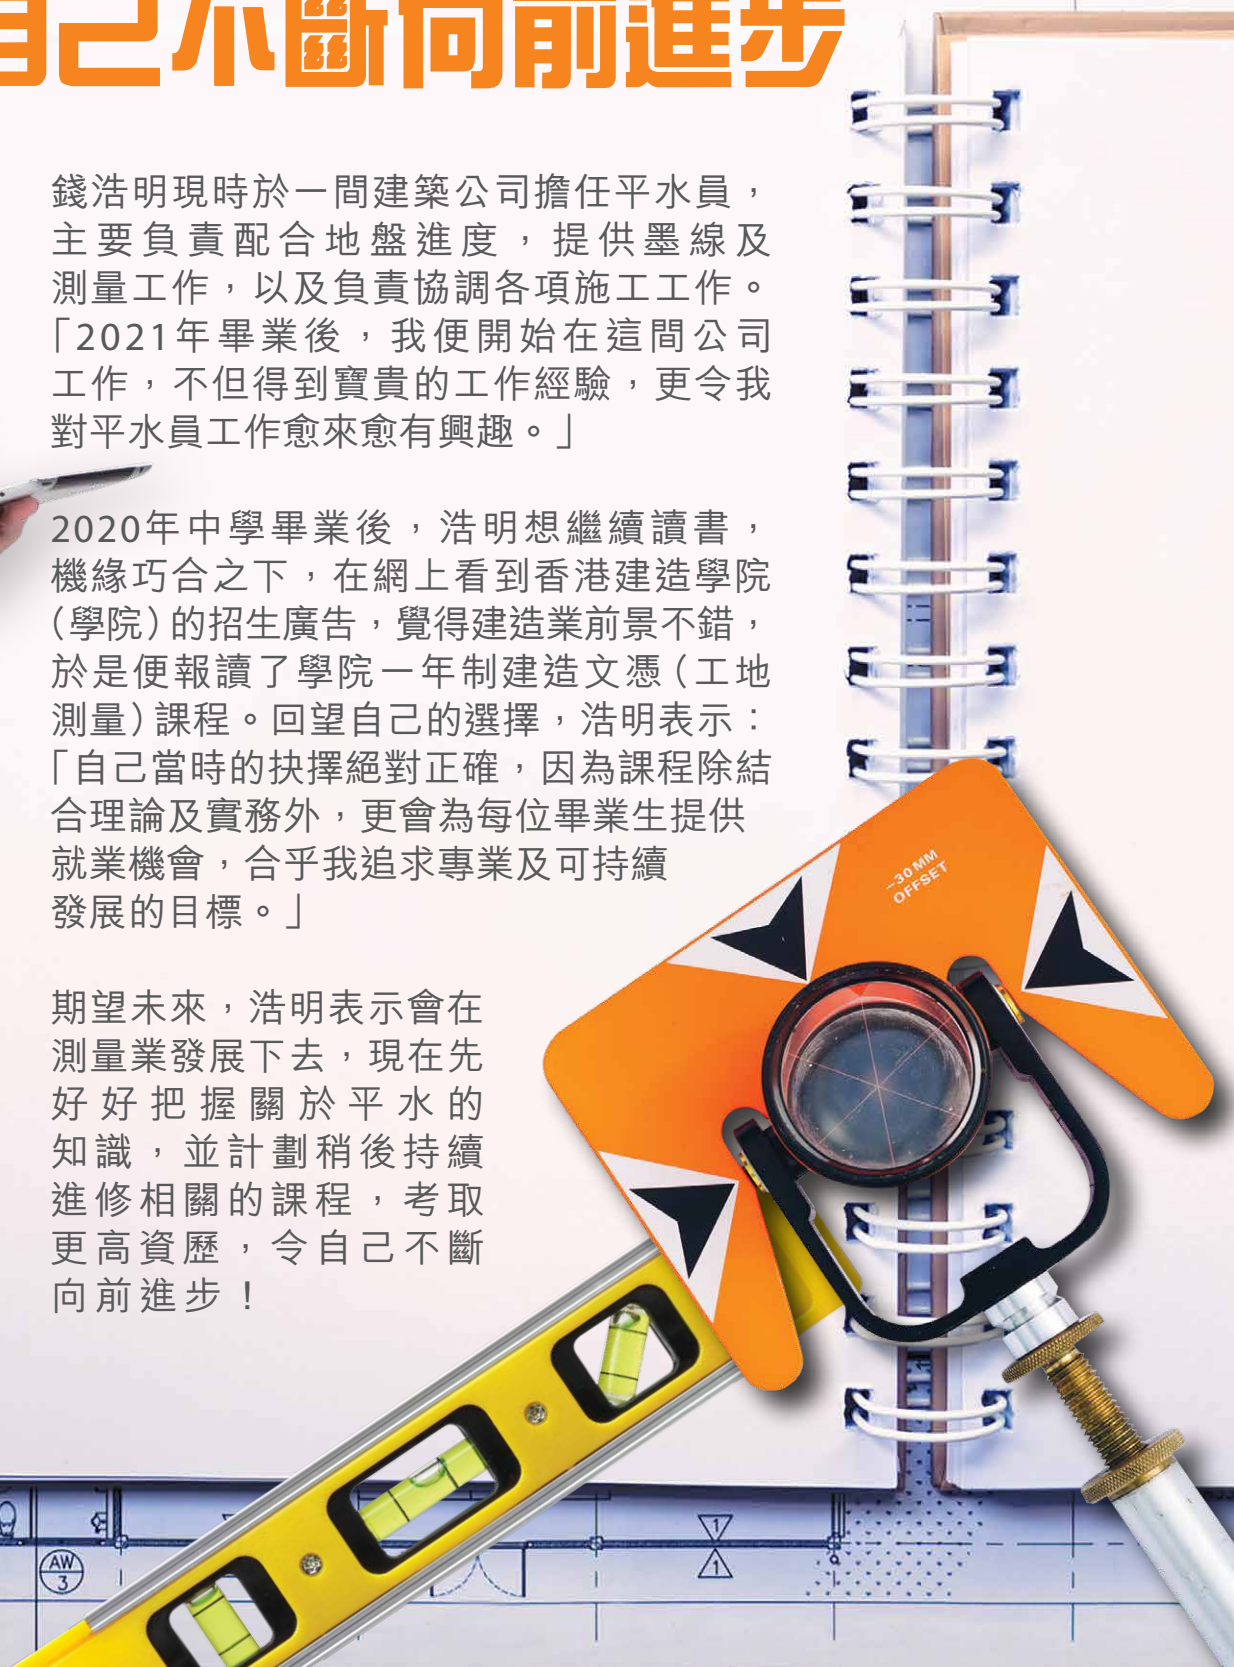 自己不斷向前進步
錢浩明現時於一間建築公司擔任平水員，
主要負責配合地盤進度，提供墨線及
測量工作，以及負責協調各項施工工作。
「2021年畢業後，我便開始在這間公司
工作，不但得到寶貴的工作經驗，更令我
對平水員工作愈來愈有興趣。」
2020年中學畢業後，浩明想繼續讀書，
機緣巧合之下，在網上看到香港建造學院
（學院）的招生廣告，覺得建造業前景不錯，
於是便報讀了學院一年制建造文憑（工地
測量）課程。回望自己的選擇，浩明表示：
「自己當時的抉擇絕對正確，因為課程除結
合理論及實務外，更會為每位畢業生提供
就業機會，合乎我追求專業及可持續
發展的目標。」
期望未來，浩明表示會在
測量業發展下去，現在先
好好把握關於平水的
知識，並計劃稍後持續
進修相關的課程，考取
更高資歷，令自己不斷
向前進步！
-30 MM
OFFSET
AW
3
1
1